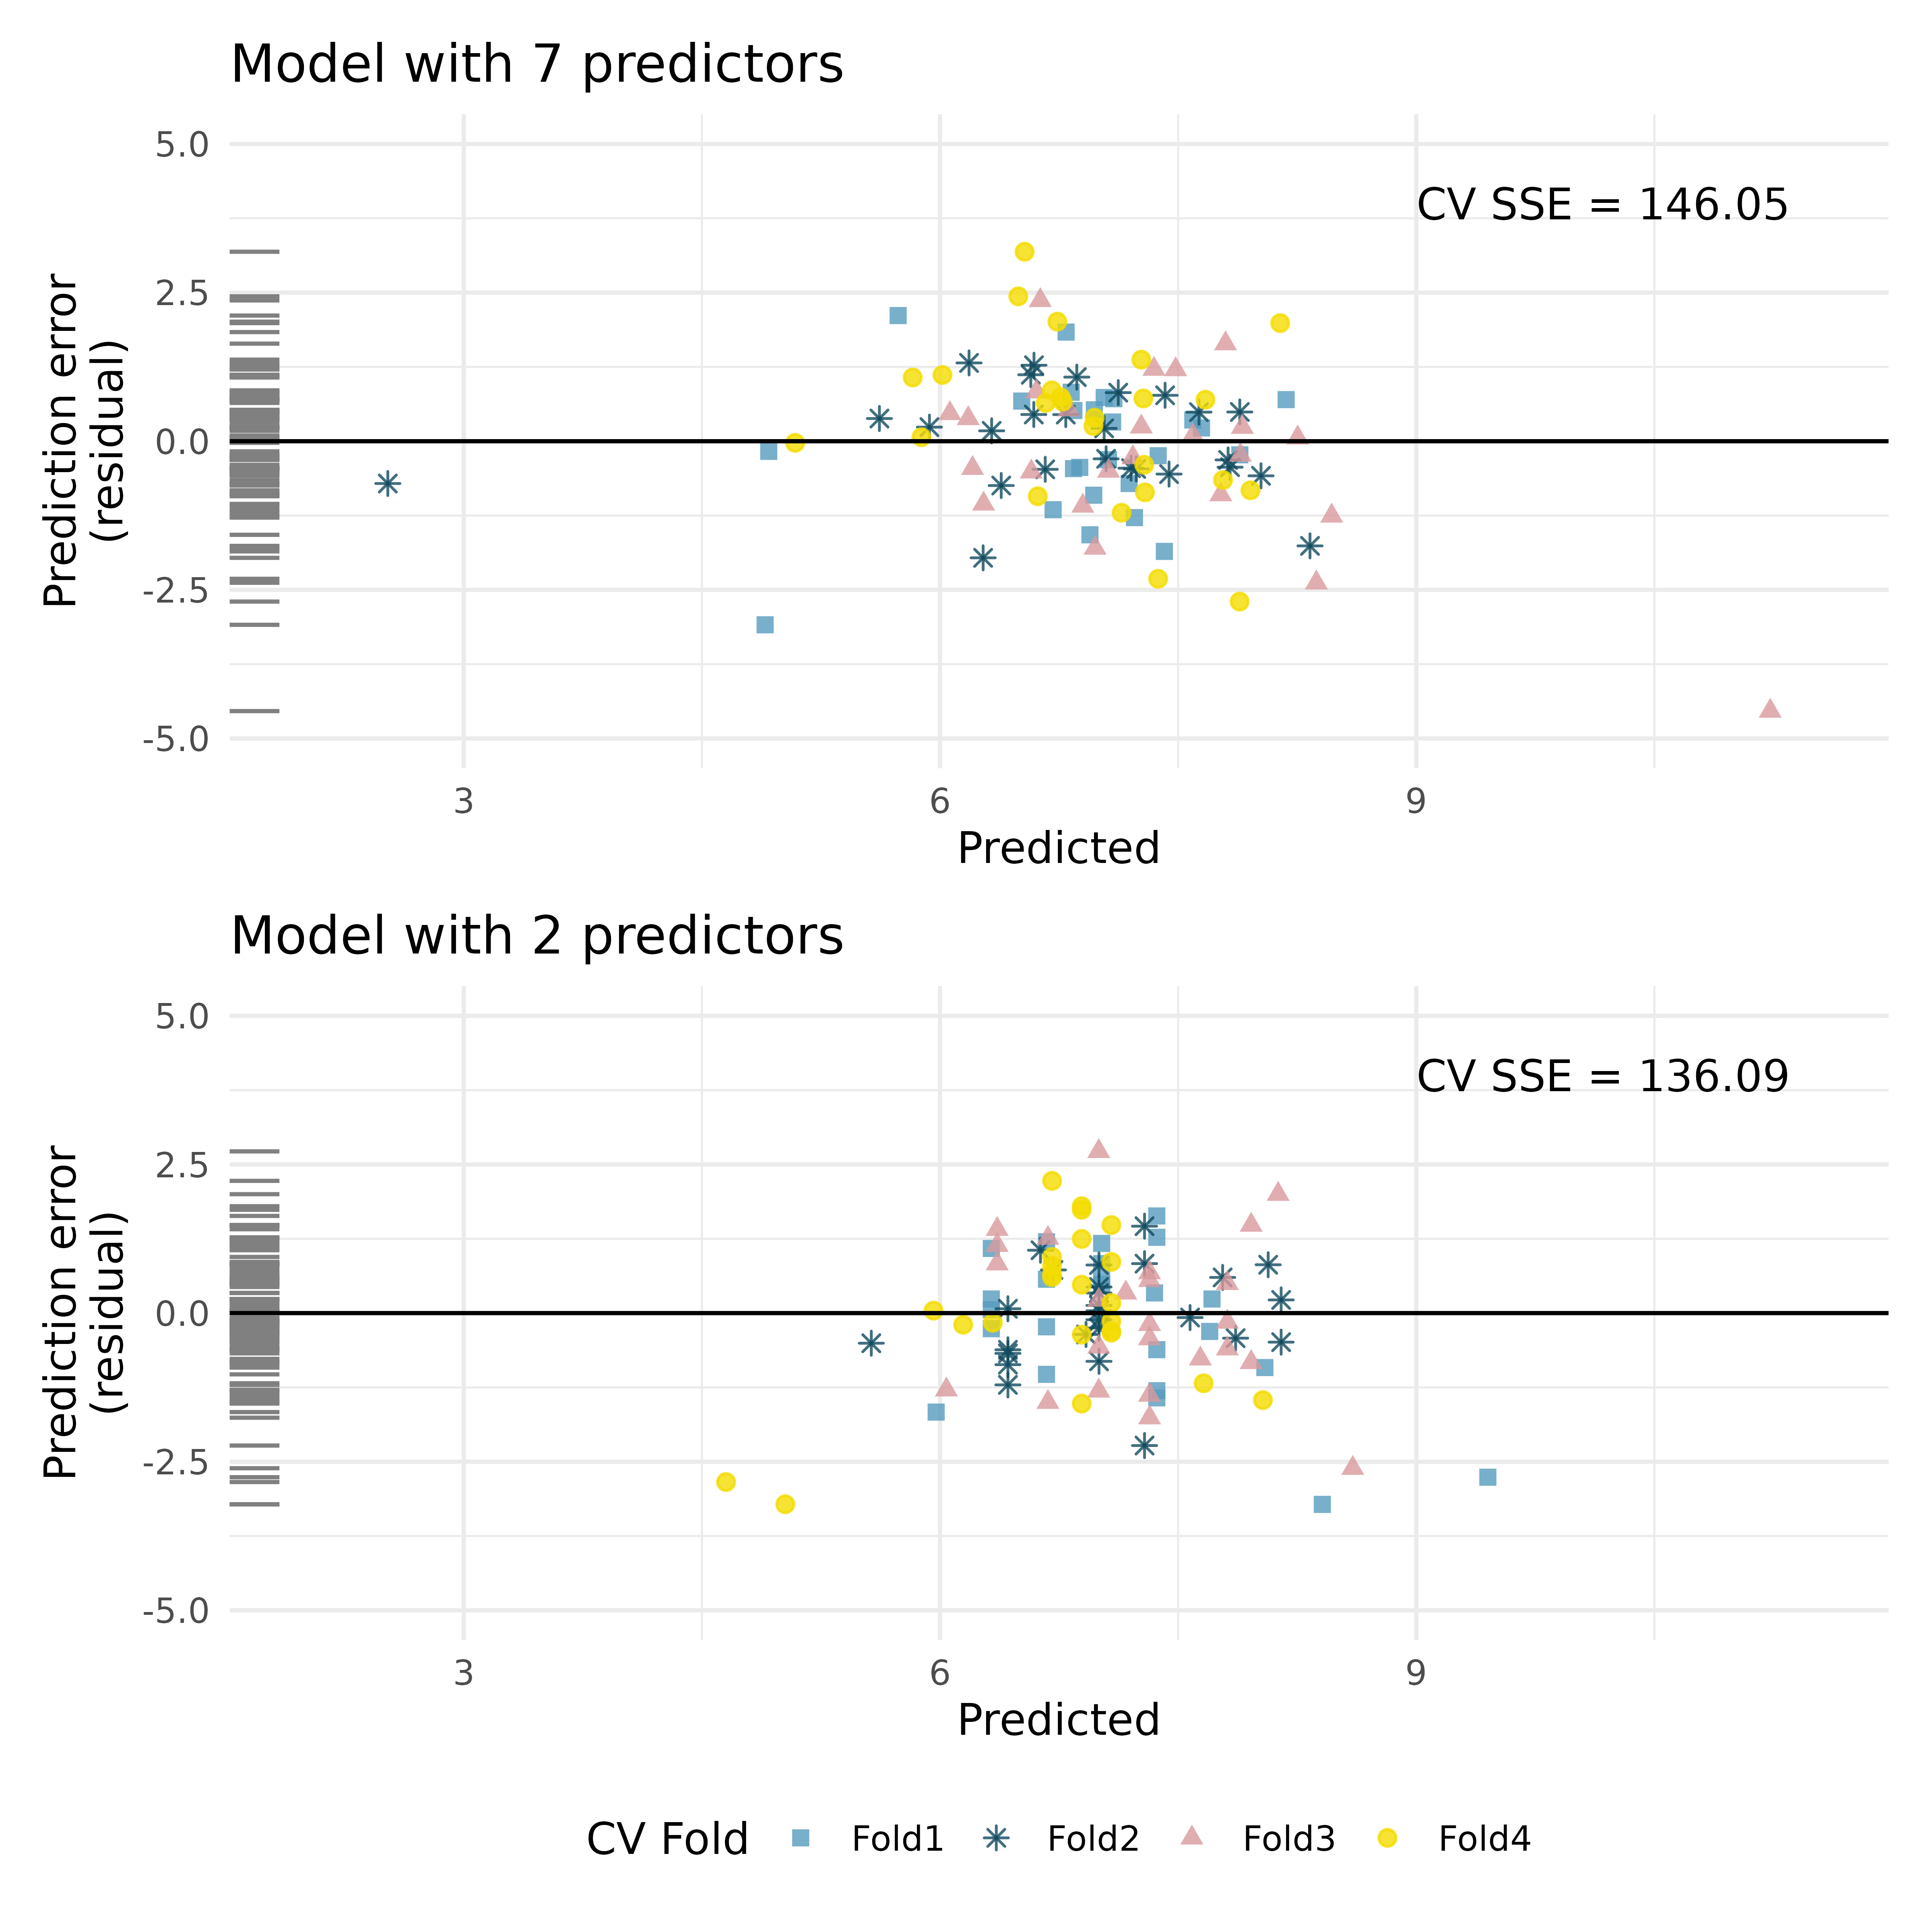 Model with 7 predictors
5.0
CV SSE = 146.05
2.5
0.0
-2.5
-5.0
Prediction error
(residual)
3 6 9
Predicted
Model with 2 predictors
5.0
CV SSE = 136.09
2.5
0.0
-2.5
-5.0
Prediction error
(residual)
3 6 9
Predicted
CV Fold Fold1 Fold2 Fold3 Fold4